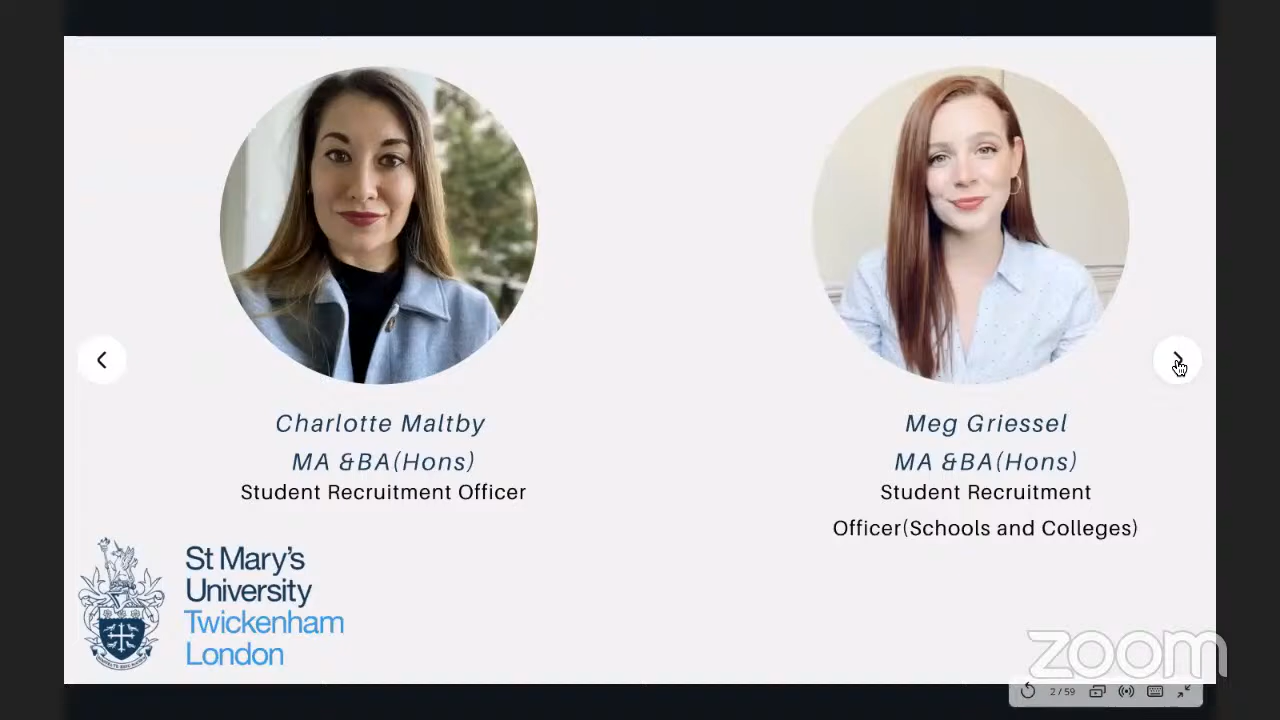 Charlotte Maltby
MA &BA(Hons)
Student Recruitment Officer
Meg Griessel
MA &BA(Hons)
Student Recruitment
Officer(Schools and Colleges)
St Mary's
University
Twickenham
London
zoom
2 / 59